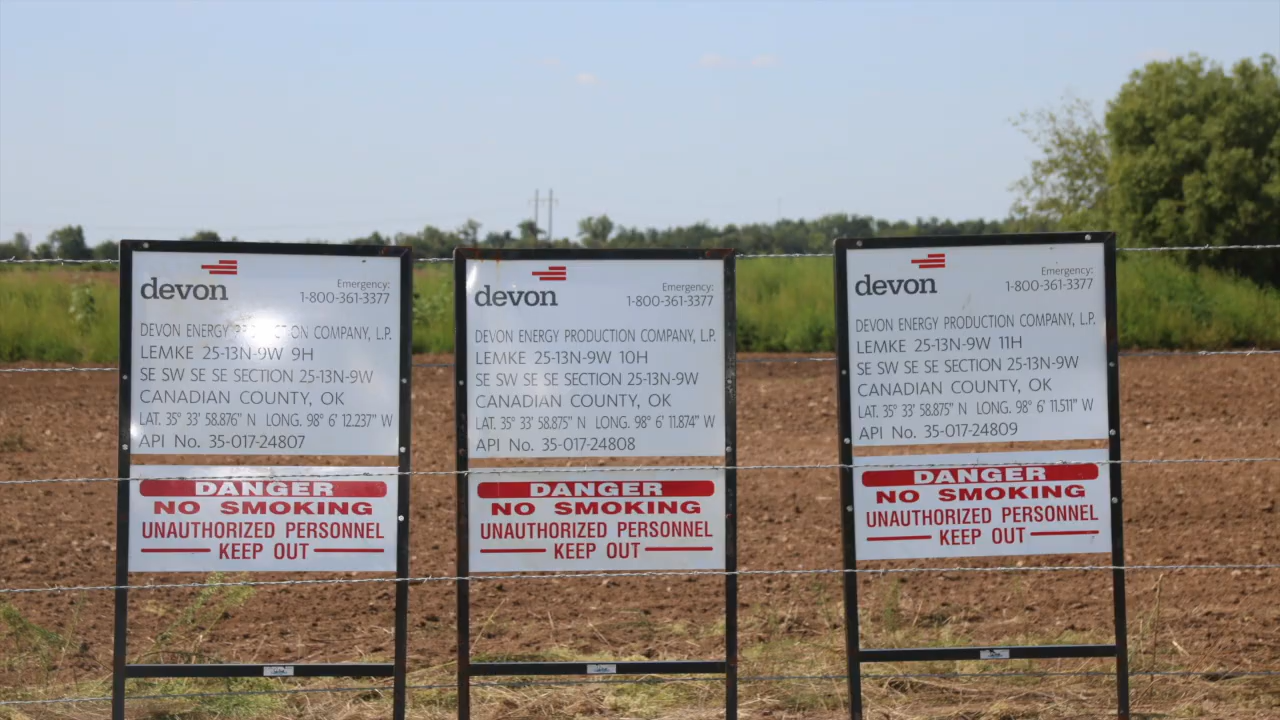 devon
Emergency:
1-800-361-3377
DEVON ENERGY PRODUCTION COMPANY, L.P.
LEMKE 25-13N-9W 9H
SE SW SE SE SECTION 25-13N-9W
CANADIAN COUNTY, OK
LAT. 35° 33' 58.876" N LONG. 98° 6' 12.237" W
API No. 35-017-24807
DANGER
NO SMOKING
UNAUTHORIZED PERSONNEL
KEEP OUT
devon
Emergency:
1-800-361-3377
DEVON ENERGY PRODUCTION COMPANY, L.P.
LEMKE 25-13N-9W 10H
SE SW SE SE SECTION 25-13N-9W
CANADIAN COUNTY, OK
LAT. 35° 33' 58.875" N LONG. 98° 6' 11.874" W
API No. 35-017-24808
DANGER
NO SMOKING
UNAUTHORIZED PERSONNEL
KEEP OUT
devon
Emergency:
1-800-361-3377
DEVON ENERGY PRODUCTION COMPANY, L.P.
LEMKE 25-13N-9W 11H
SE SW SE SE SECTION 25-13N-9W
CANADIAN COUNTY, OK
LAT. 35° 33' 58.875" N LONG. 98° 6' 11.511" W
API No. 35-017-24809
DANGER
NO SMOKING
UNAUTHORIZED PERSONNEL
KEEP OUT